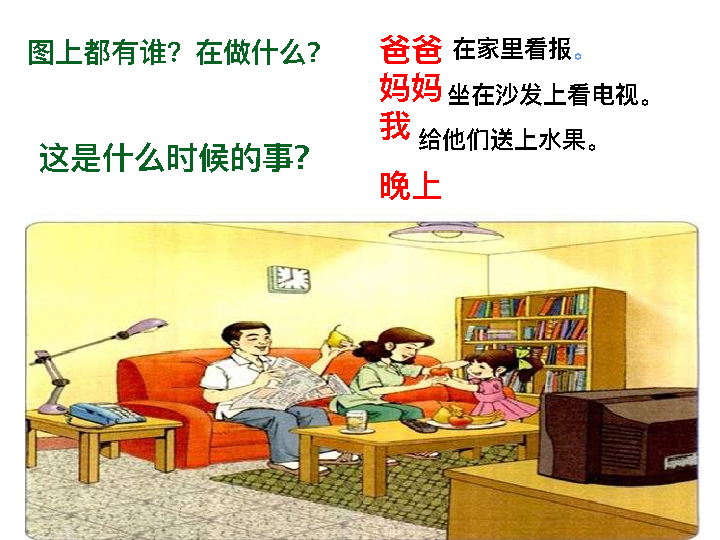 图上都有谁？在做什么？
这是什么时候的事？
爸爸 在家里看报。
妈妈 坐在沙发上看电视。
我 给他们送上水果。
晚上